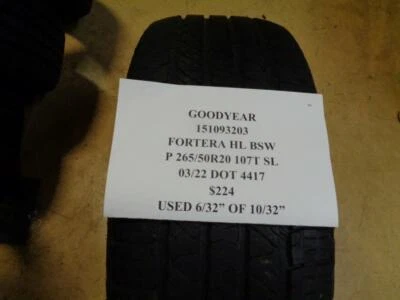 GOODYEAR
151093203
FORTERA HL BSW
P 265/50R20 107T SL
03/22 DOT 4417
$224
USED 6/32” OF 10/32”